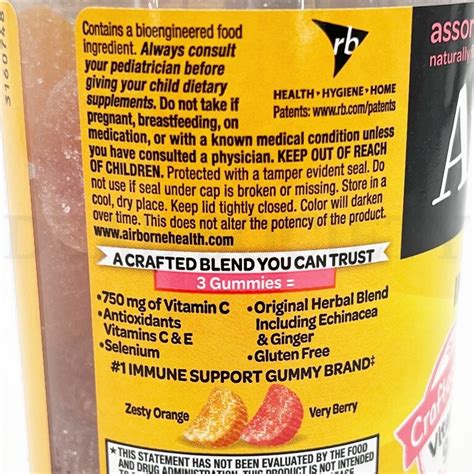 3160748
Contains a bioengineered food
ingredient. Always consult
your pediatrician before
giving your child dietary
supplements. Do not take if
pregnant, breastfeeding, on
medication, or with a known medical condition unless
you have consulted a physician. KEEP OUT OF REACH
OF CHILDREN. Protected with a tamper evident seal. Do
not use if seal under cap is broken or missing. Store in a
cool, dry place. Keep lid tightly closed. Color will darken
over time. This does not alter the potency of the product.
www.airbornehealth.com
rb
HEALTH • HYGIENE • HOME
Patents: www.rb.com/patents
A CRAFTED BLEND YOU CAN TRUST
3 Gummies =
•750 mg of Vitamin C
•Antioxidants
Vitamins C & E
•Selenium
•Original Herbal Blend
Including Echinacea
& Ginger
•Gluten Free
#1 IMMUNE SUPPORT GUMMY BRAND‡
Zesty Orange
Very Berry
*THIS STATEMENT HAS NOT BEEN EVALUATED BY THE FOOD
AND DRUG ADMINISTRATION. THIS PRODUCT IS NOT INTENDED
assor
naturally
A